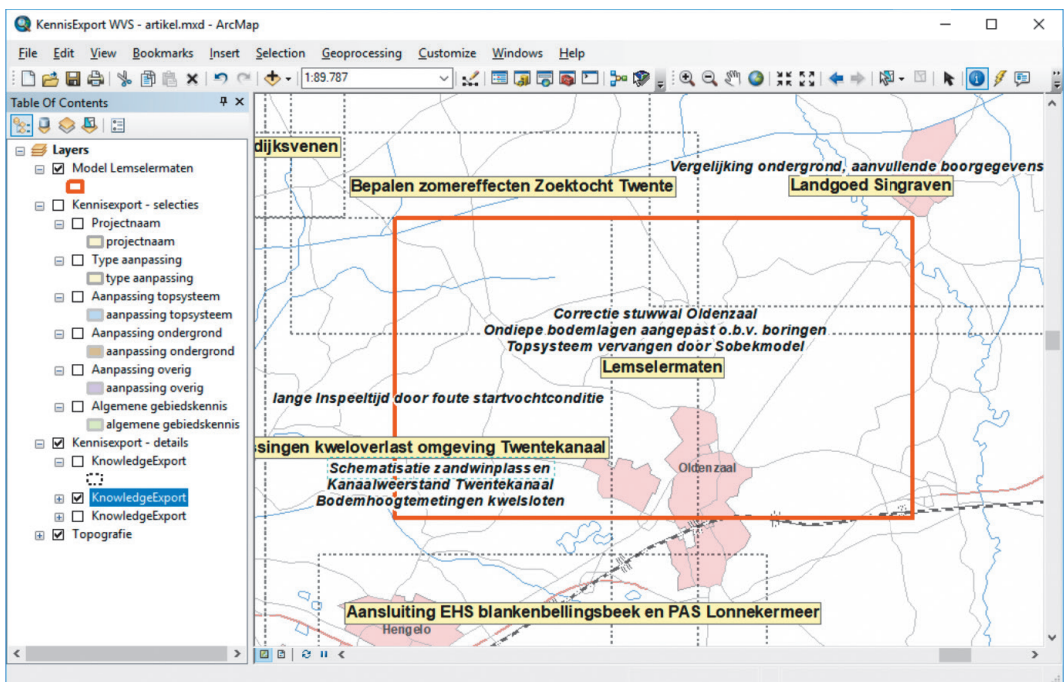 KennisExport WVS - artikel.mxd - ArcMap
File Edit View Bookmarks Insert Selection Geoprocessing Customize Windows Help
1:89.787
Table Of Contents
Layers
Model Lemselermaten
Kennisexport - selecties
Projectnaam
projectnaam
Type aanpassing
type aanpassing
Aanpassing topsysteem
aanpassing topsysteem
Aanpassing ondergrond
aanpassing ondergrond
Aanpassing overig
aanpassing overig
Algemene gebiedskennis
algemene gebiedskennis
Kennisexport - details
KnowledgeExport
KnowledgeExport
KnowledgeExport
Topografie
dijksvenen
Vergelijking ondergrond, aanvullende boorgegevens
Bepalen zomereffecten Zoektocht Twente
Landgoed Singraven
Correctie stuwwal Oldenzaal
Ondiepe bodemlagen aangepast o.b.v. boringen
Topsysteem vervangen door Sobekmodel
Lemselermaten
lange Inspeeltijd door foute startvochtconditie
ssingen kweloverlast omgeving Twentekanaal
Schematisatie zandwinplassen
Oldenzaal
Kanaalweerstand Twentekanaal
Bodemhoogtemetingen kwelsloten
Aansluiting EHS blankenbellingsbeek en PAS Lonnekermeer
Hengelo